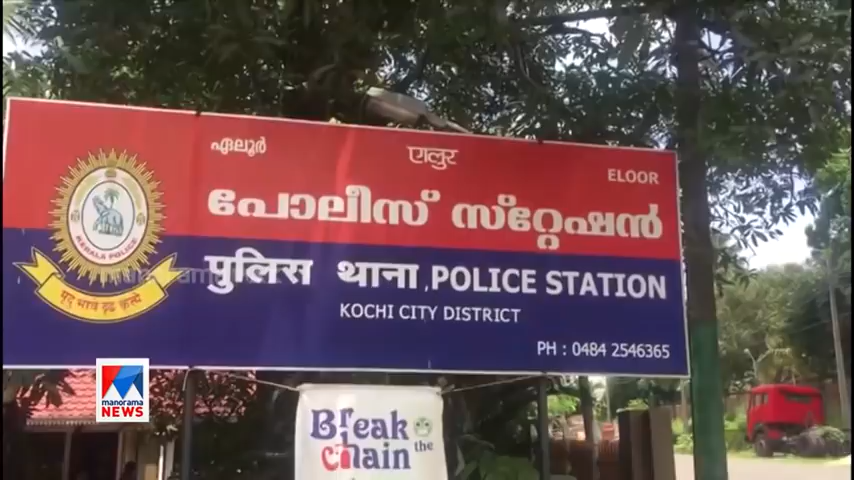 ഏലൂർ
एलुर
ELOOR
പോലീസ് സ്റ്റേഷൻ
पुलिस थाना, POLICE STATION
KOCHI CITY DISTRICT
PH : 0484 2546365
KERALA POLICE
मृदु भावे दृढ कृत्ये
manorama
NEWS
Break
the
Chain